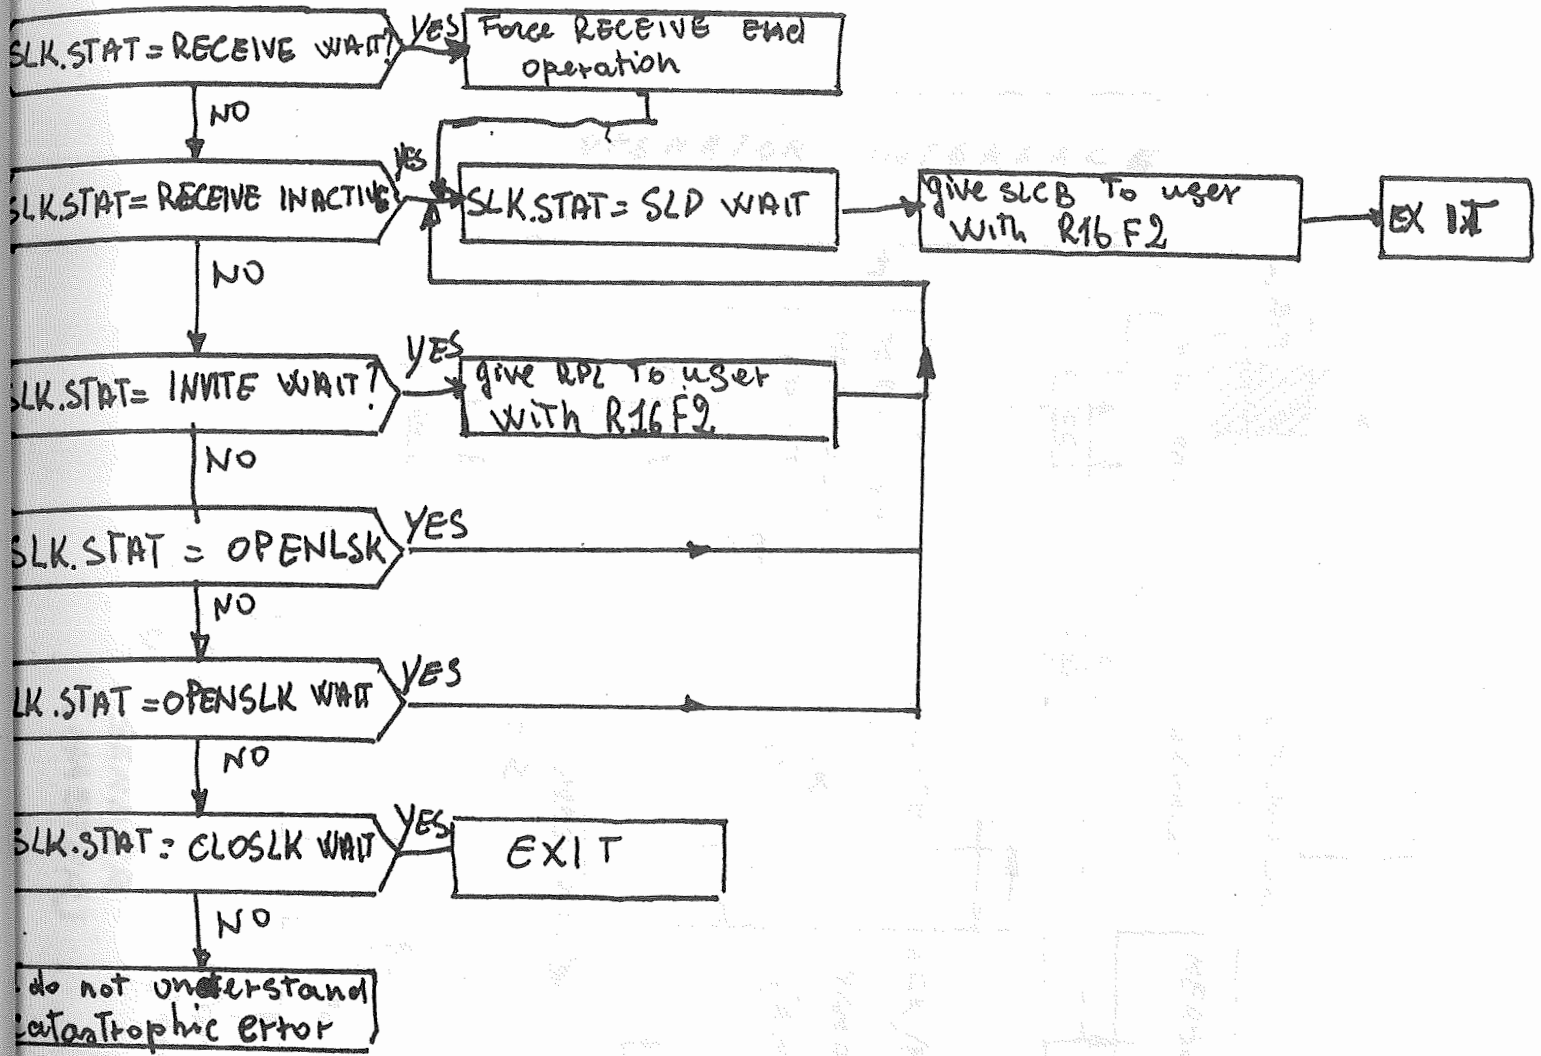 SLK.STAT = RECEIVE WAIT?
YES
Force RECEIVE end
operation
NO
SLK.STAT = RECEIVE INACTIVE
YES
SLK.STAT = SLD WAIT
give SLCB To user
with R16 F2
EXIT
NO
SLK.STAT = INVITE WAIT?
YES
give RPL To user
with R16 F2
NO
SLK.STAT = OPENLSK
YES
NO
LK.STAT = OPENSLK WAIT
YES
NO
SLK.STAT = CLOSLK WAIT
YES
EXIT
NO
do not understand
catastrophic error